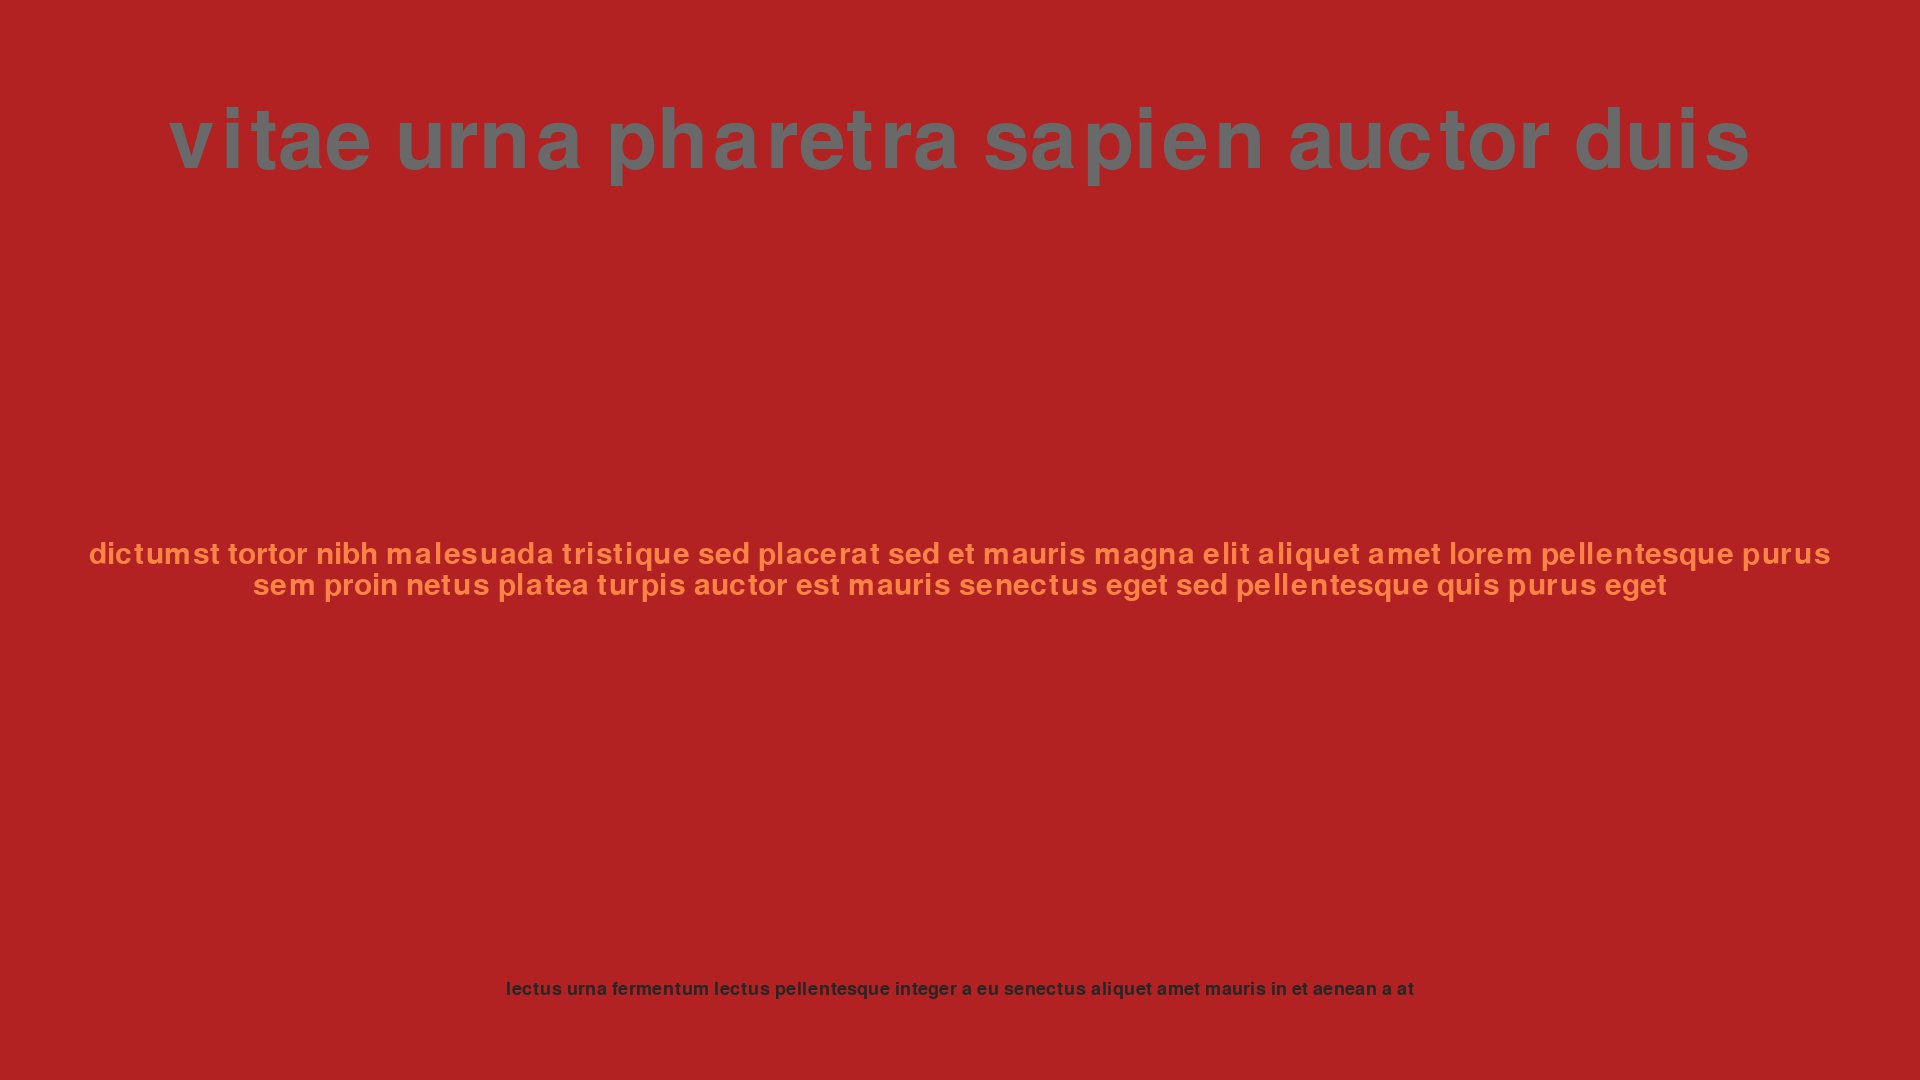 vitae urna pharetra sapien auctor duis
dictumst tortor nibh malesuada tristique sed placerat sed et mauris magna elit aliquet amet lorem pellentesque purus
sem proin netus platea turpis auctor est mauris senectus eget sed pellentesque quis purus eget
lectus urna fermentum lectus pellentesque integer a eu senectus aliquet amet mauris in et aenean a at